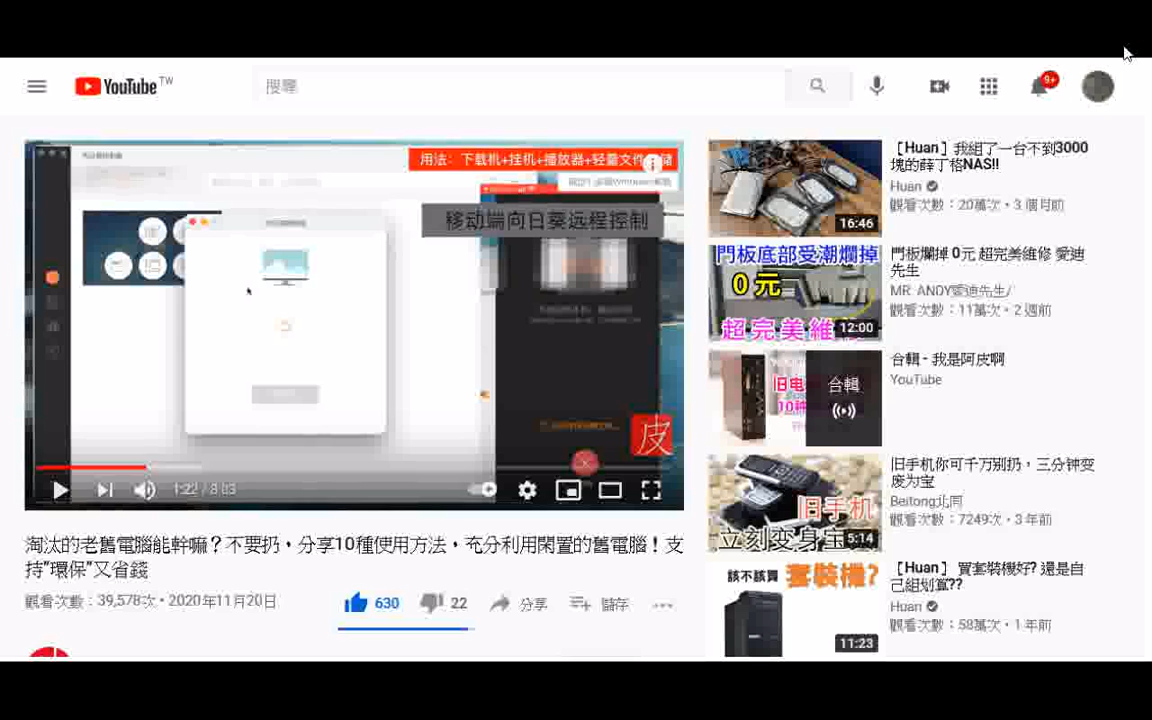 YouTube TW
搜尋
9+
用法：下载机+挂机+播放器+轻量文件存储
移动端向日葵远程控制
皮
1:22 / 8:03
淘汰的老舊電腦能幹嘛？不要扔，分享10種使用方法，充分利用閑置的舊電腦！支
持"環保"又省錢
觀看次數：39,578次 • 2020年11月20日
630
22
分享
儲存
16:46
【Huan】我組了一台不到3000
塊的薛丁格NAS!!
Huan
觀看次數：20萬次 • 3 個月前
門板底部受潮爛掉
0元
超完美維
12:00
門板爛掉 0元 超完美維修 愛迪
先生
MR. ANDY愛迪先生/
觀看次數：11萬次 • 2 週前
旧电
10种
合輯
合輯 - 我是阿皮啊
YouTube
旧手机
立刻变身宝
5:14
旧手机你可千万别扔，三分钟变
废为宝
Beitong北同
觀看次數：7249次 • 3 年前
該不該買 套裝機?
11:23
【Huan】 買套裝機好? 還是自
己組划算??
Huan
觀看次數：58萬次 • 1 年前